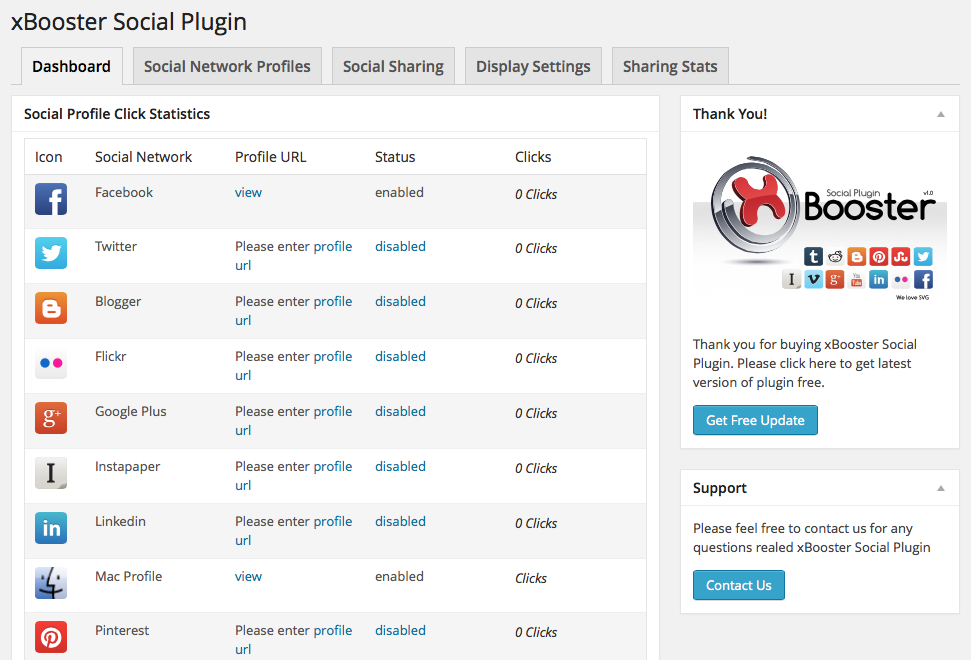 xBooster Social Plugin
Dashboard
Social Network Profiles
Social Sharing
Display Settings
Sharing Stats
Social Profile Click Statistics
Icon Social Network Profile URL Status Clicks
f Facebook view enabled 0 Clicks
Twitter Please enter profile disabled 0 Clicks
url
Blogger Please enter profile disabled 0 Clicks
url
Flickr Please enter profile disabled 0 Clicks
url
g+ Google Plus Please enter profile disabled 0 Clicks
url
I Instapaper Please enter profile disabled 0 Clicks
url
in Linkedin Please enter profile disabled 0 Clicks
url
Mac Profile view enabled Clicks
Pinterest Please enter profile disabled 0 Clicks
url
Thank You!
Social Plugin v1.0
X Booster
We love SVG
Thank you for buying xBooster Social
Plugin. Please click here to get latest
version of plugin free.
Get Free Update
Support
Please feel free to contact us for any
questions realed xBooster Social Plugin
Contact Us